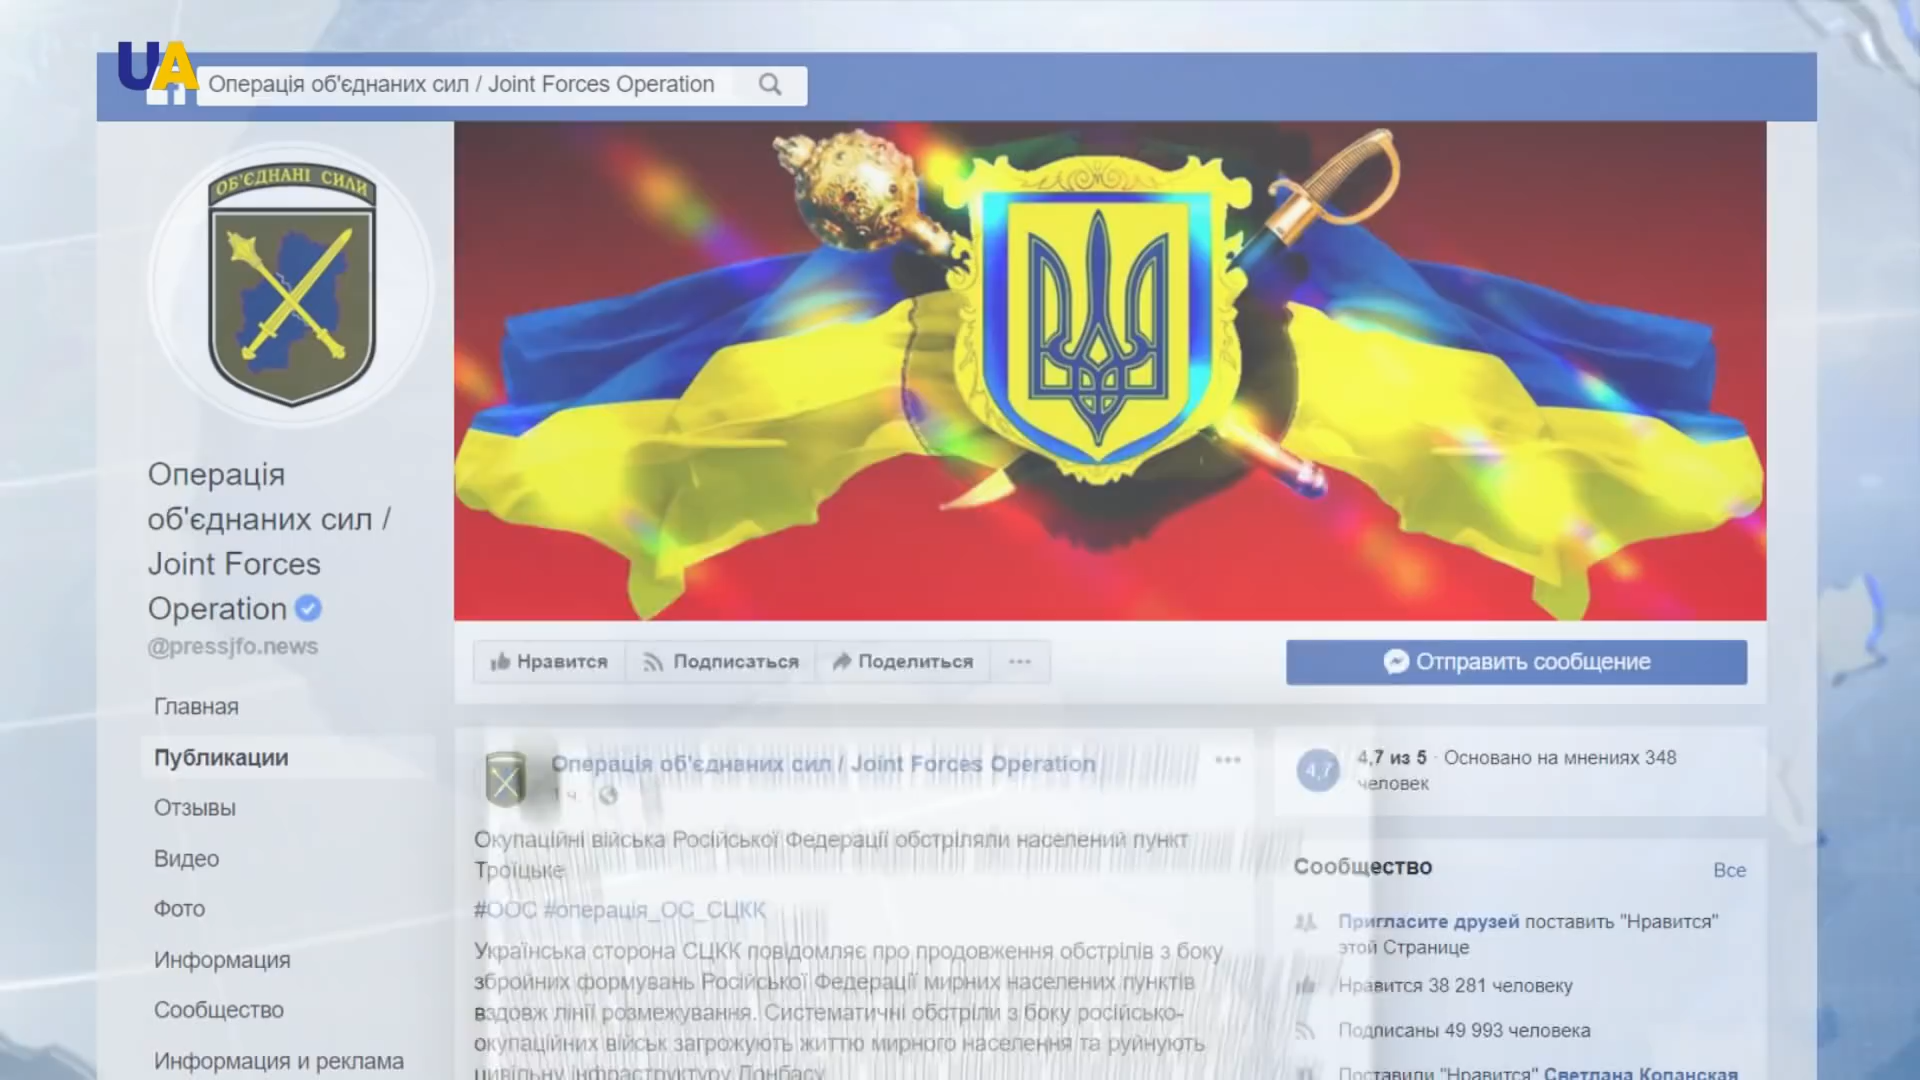 UA
Операція об'єднаних сил / Joint Forces Operation
ОБ'ЄДНАНІ СИЛИ
Операція
об'єднаних сил /
Joint Forces
Operation
@pressjfo.news
Главная
Публикации
Отзывы
Видео
Фото
Информация
Сообщество
Информация и реклама
Нравится
Подписаться
Поделиться
Отправить сообщение
Операція об'єднаних сил / Joint Forces Operation
1 ч.
Окупаційні війська Російської Федерації обстріляли населений пункт
Троїцьке
#ООС #операція_ОС_СЦКК
Українська сторона СЦКК повідомляє про продовження обстрілів з боку
збройних формувань Російської Федерації мирних населених пунктів
вздовж лінії розмежування. Систематичні обстріли з боку російсько-
окупаційних військ загрожують життю мирного населення та руйнують
цивільну інфраструктуру Донбасу
4,7
4,7 из 5 · Основано на мнениях 348
человек
Сообщество
Все
Пригласите друзей поставить "Нравится"
этой Странице
Нравится 38 281 человеку
Подписаны 49 993 человека
Поставили "Нравится" Светлана Копанская